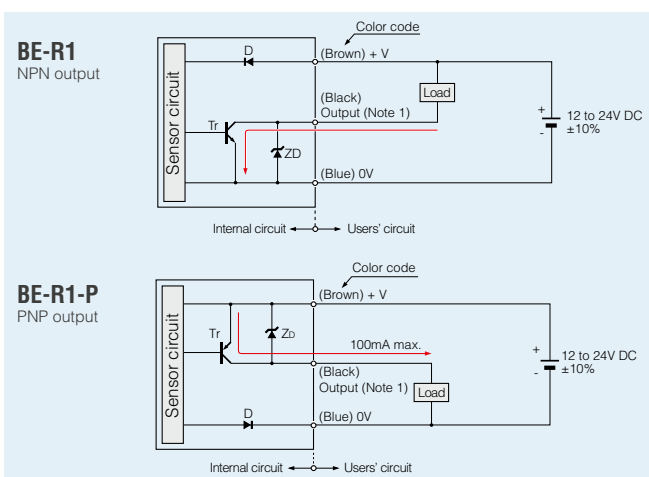 BE-R1
NPN output
Color code
(Brown) + V
D
Load
(Black)
Output (Note 1)
Tr
ZD
Sensor circuit
+
-
12 to 24V DC
±10%
(Blue) 0V
Internal circuit
Users' circuit
BE-R1-P
PNP output
Color code
(Brown) + V
Tr
ZD
100mA max.
Sensor circuit
+
-
12 to 24V DC
±10%
(Black)
Output (Note 1)
Load
D
(Blue) 0V
Internal circuit
Users' circuit